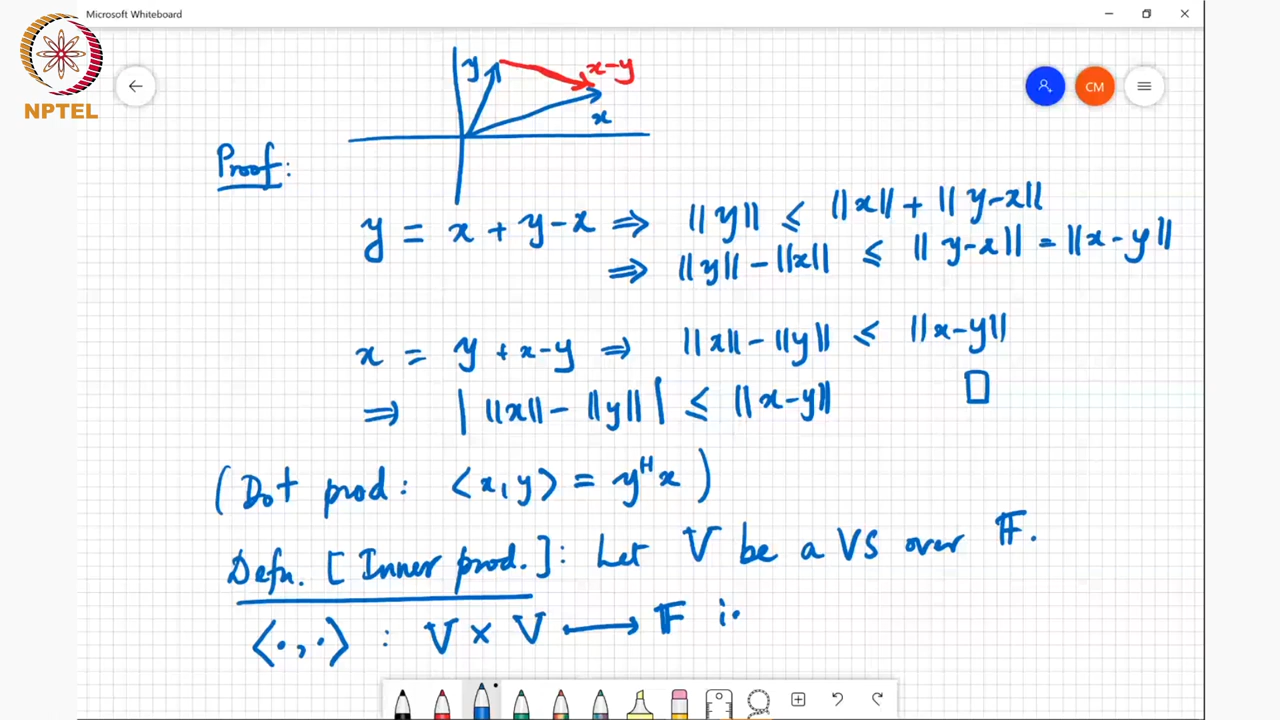 Microsoft Whiteboard
NPTEL
CM
y
x-y
x
Proof:
y = x + y-x ⇒ ||y|| ≤ ||x|| + ||y-x||
⇒ ||y|| - ||x|| ≤ ||y-x|| = ||x-y||
x = y + x-y ⇒ ||x|| - ||y|| ≤ ||x-y||
⇒ | ||x|| - ||y|| | ≤ ||x-y|| □
(Dot prod: ⟨x,y⟩ = y^H x)
Defn. [Inner prod.]: Let V be a VS over 𝔽.
⟨·,·⟩ : V × V ⟶ 𝔽 i